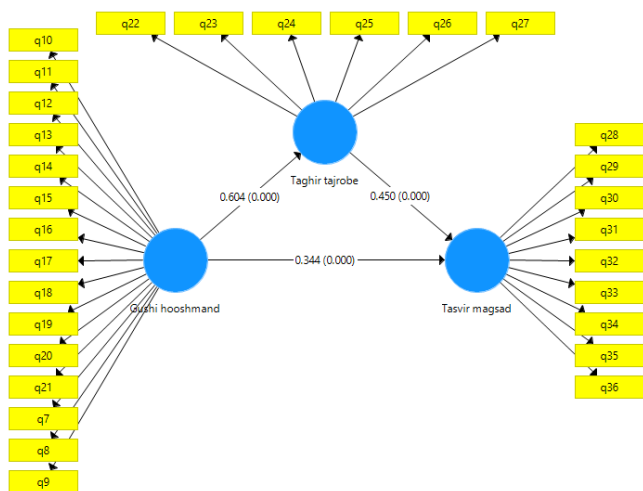 q22
q23
q24
q25
q26
q27
q10
q11
q12
q13
q14
q15
q16
q17
q18
q19
q20
q21
q7
q8
q9
Taghir tajrobe
0.604 (0.000)
0.450 (0.000)
0.344 (0.000)
Gushi hooshmand
Tasvir magsad
q28
q29
q30
q31
q32
q33
q34
q35
q36